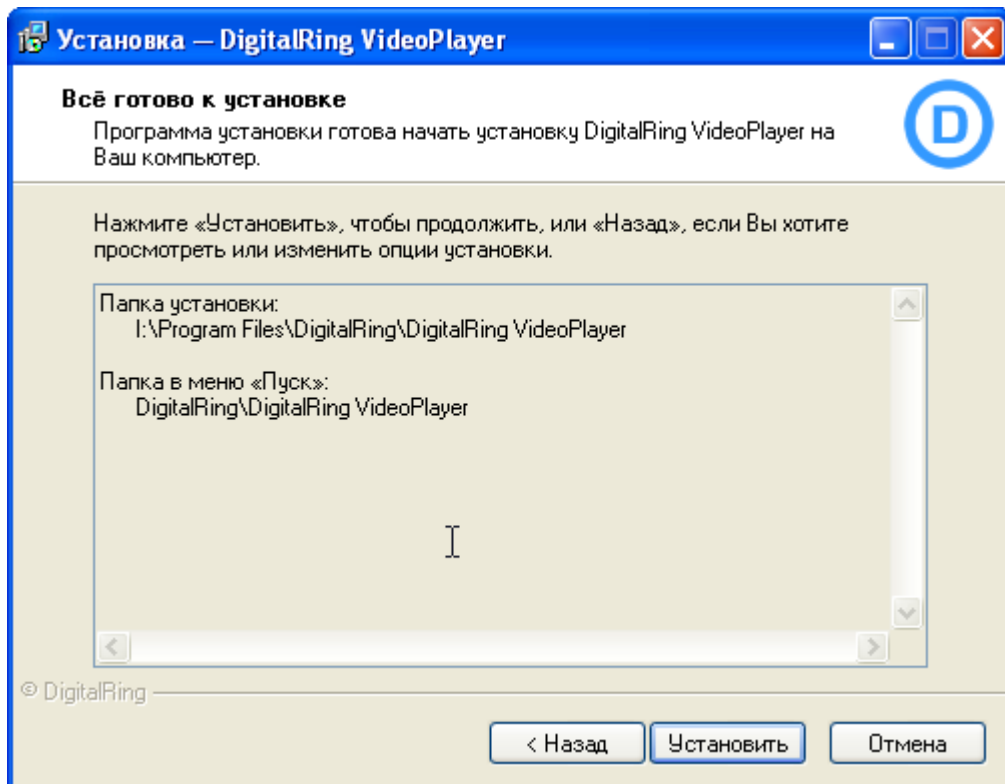 Установка — DigitalRing VideoPlayer
Всё готово к установке
Программа установки готова начать установку DigitalRing VideoPlayer на
Ваш компьютер.
D
Нажмите «Установить», чтобы продолжить, или «Назад», если Вы хотите
просмотреть или изменить опции установки.
Папка установки:
I:\Program Files\DigitalRing\DigitalRing VideoPlayer
Папка в меню «Пуск»:
DigitalRing\DigitalRing VideoPlayer
© DigitalRing
< Назад
Установить
Отмена